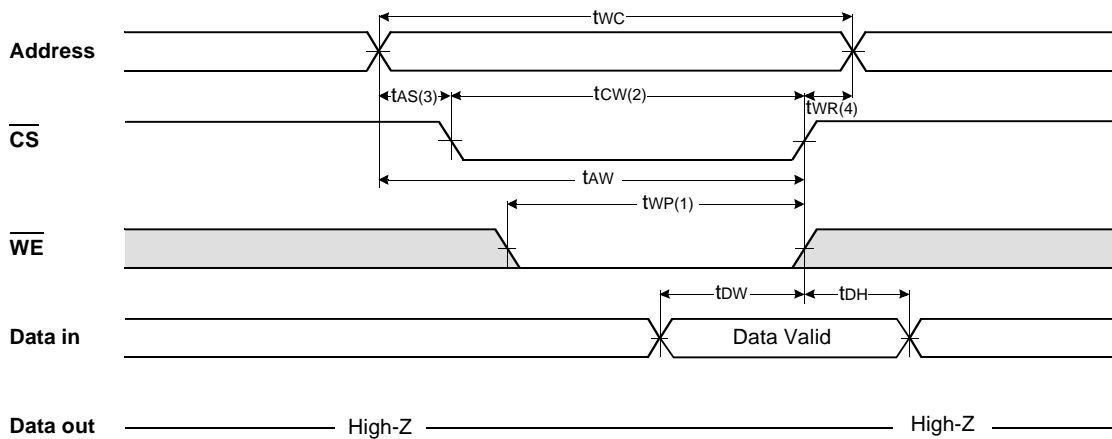 tWC
Address
tAS(3) tCW(2) tWR(4)
CS
tAW
tWP(1)
WE
tDW tDH
Data in Data Valid
Data out High-Z High-Z